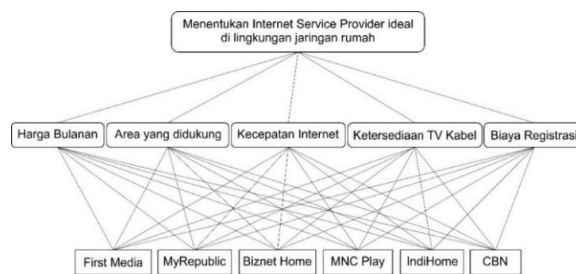 Menentukan Internet Service Provider ideal
di lingkungan jaringan rumah
Harga Bulanan
Area yang didukung
Kecepatan Internet
Ketersediaan TV Kabel
Biaya Registrasi
First Media
MyRepublic
Biznet Home
MNC Play
IndiHome
CBN